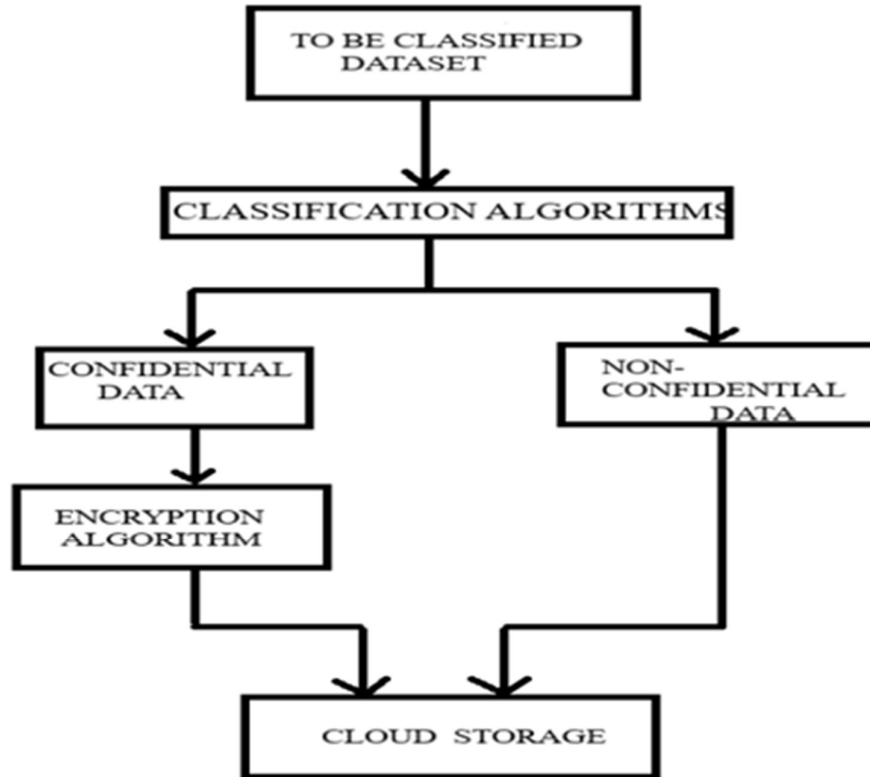 TO BE CLASSIFIED
DATASET
CLASSIFICATION ALGORITHMS
CONFIDENTIAL
DATA
NON-
CONFIDENTIAL
DATA
ENCRYPTION
ALGORITHM
CLOUD STORAGE